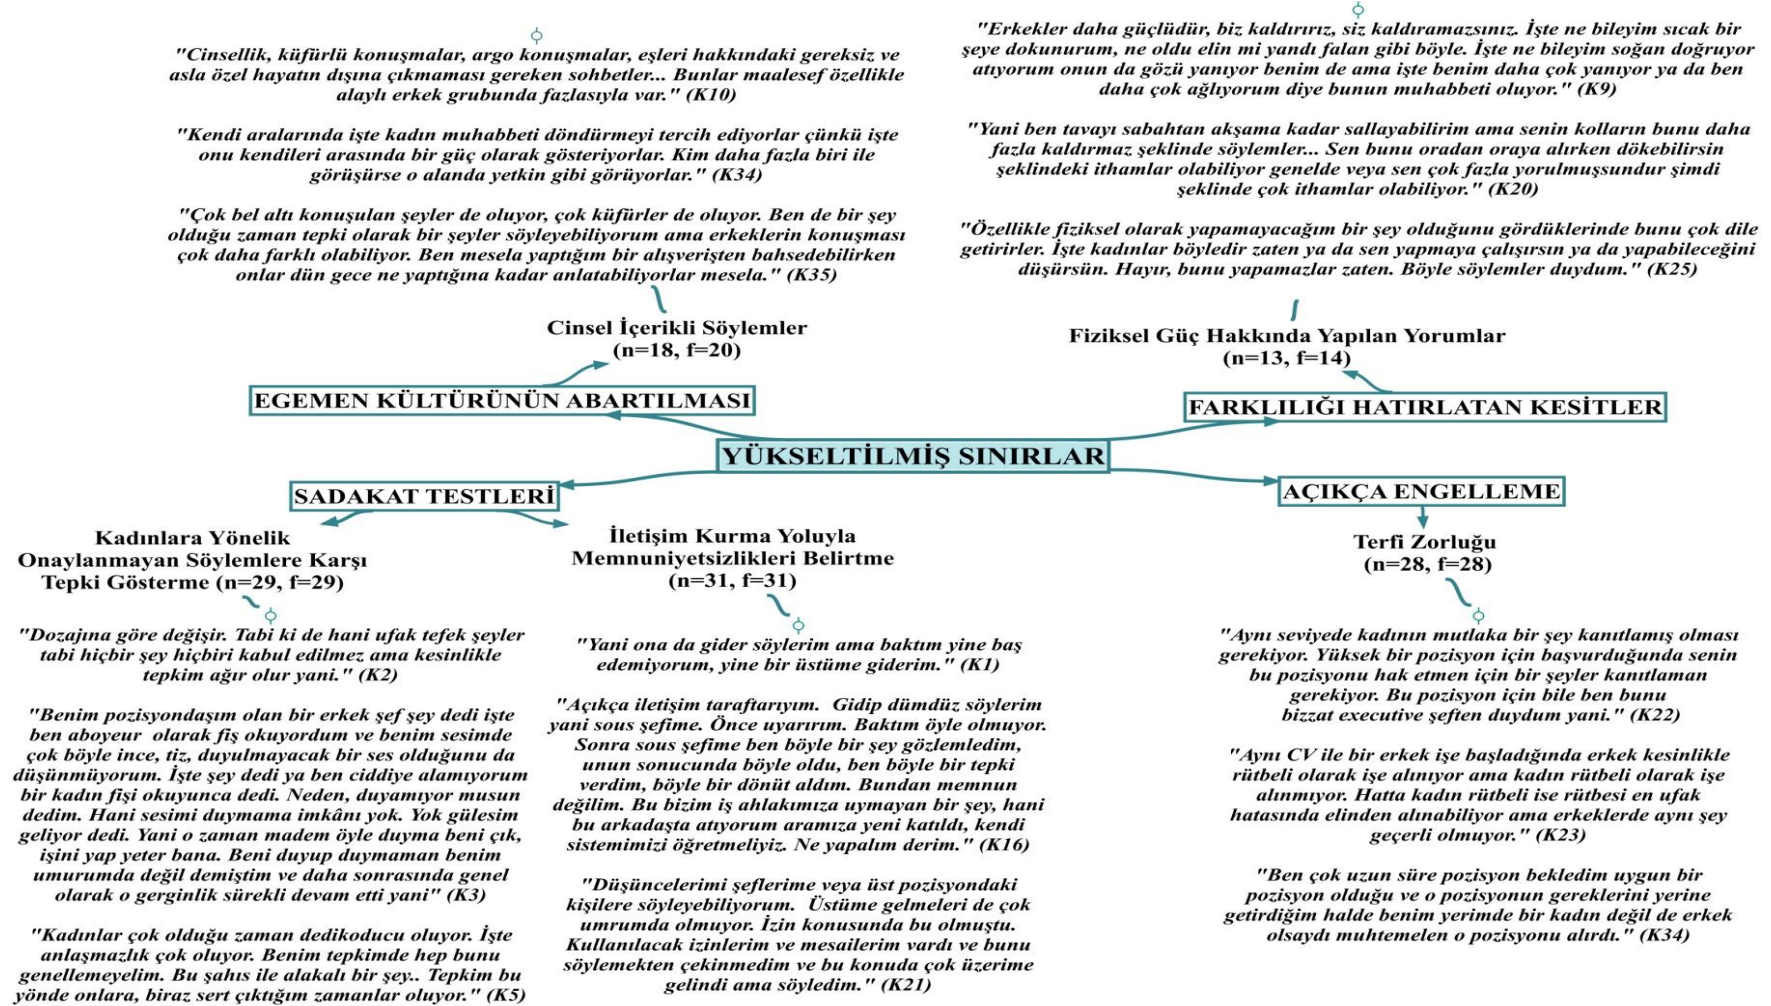 "Cinsellik, küfürlü konuşmalar, argo konuşmalar, eşleri hakkındaki gereksiz ve
asla özel hayatın dışına çıkmaması gereken sohbetler... Bunlar maalesef özellikle
alaylı erkek grubunda fazlasıyla var." (K10)
"Kendi aralarında işte kadın muhabbeti döndürmeyi tercih ediyorlar çünkü işte
onu kendileri arasında bir güç olarak gösteriyorlar. Kim daha fazla biri ile
görüşürse o alanda yetkin gibi görüyorlar." (K34)
"Çok bel altı konuşulan şeyler de oluyor, çok küfürler de oluyor. Ben de bir şey
olduğu zaman tepki olarak bir şeyler söyleyebiliyorum ama erkeklerin konuşması
çok daha farklı olabiliyor. Ben mesela yaptığım bir alışverişten bahsedebilirken
onlar dün gece ne yaptığına kadar anlatabiliyorlar mesela." (K35)
Cinsel İçerikli Söylemler
(n=18, f=20)
EGEMEN KÜLTÜRÜNÜN ABARTILMASI
"Erkekler daha güçlüdür, biz kaldırırız, siz kaldıramazsınız. İşte ne bileyim sıcak bir
şeye dokunurum, ne oldu elin mi yandı falan gibi böyle. İşte ne bileyim soğan doğruyor
atıyorum onun da gözü yanıyor benim de ama işte benim daha çok yanıyor ya da ben
daha çok ağlıyorum diye bunun muhabbeti oluyor." (K9)
"Yani ben tavayı sabahtan akşama kadar sallayabilirim ama senin kolların bunu daha
fazla kaldırmaz şeklinde söylemler... Sen bunu oradan oraya alırken dökebilirsin
şeklindeki ithamlar olabiliyor genelde veya sen çok fazla yorulmuşsundur şimdi
şeklinde çok ithamlar olabiliyor." (K20)
"Özellikle fiziksel olarak yapamayacağım bir şey olduğunu gördüklerinde bunu çok dile
getirirler. İşte kadınlar böyledir zaten ya da sen yapmaya çalışırsın ya da yapabileceğini
düşürsün. Hayır, bunu yapamazlar zaten. Böyle söylemler duydum." (K25)
Fiziksel Güç Hakkında Yapılan Yorumlar
(n=13, f=14)
FARKLILIĞI HATIRLATAN KESİTLER
YÜKSELTİLMİŞ SINIRLAR
SADAKAT TESTLERİ
Kadınlara Yönelik
Onaylanmayan Söylemlere Karşı
Tepki Gösterme (n=29, f=29)
"Dozajına göre değişir. Tabi ki de hani ufak tefek şeyler
tabi hiçbir şey hiçbiri kabul edilmez ama kesinlikle
tepkim ağır olur yani." (K2)
"Benim pozisyondaşım olan bir erkek şef şey dedi işte
ben aboyeur  olarak fiş okuyordum ve benim sesimde
çok böyle ince, tiz, duyulmayacak bir ses olduğunu da
düşünmüyorum. İşte şey dedi ya ben ciddiye alamıyorum
bir kadın fişi okuyunca dedi. Neden, duyamıyor musun
dedim. Hani sesimi duymama imkânı yok. Yok gülesim
geliyor dedi. Yani o zaman madem öyle duyma beni çık,
işini yap yeter bana. Beni duyup duymaman benim
umurumda değil demiştim ve daha sonrasında genel
olarak o gerginlik sürekli devam etti yani" (K3)
"Kadınlar çok olduğu zaman dedikoducu oluyor. İşte
anlaşmazlık çok oluyor. Benim tepkimde hep bunu
genellemeyelim. Bu şahıs ile alakalı bir şey.. Tepkim bu
yönde onlara, biraz sert çıktığım zamanlar oluyor." (K5)
İletişim Kurma Yoluyla
Memnuniyetsizlikleri Belirtme
(n=31, f=31)
"Yani ona da gider söylerim ama baktım yine baş
edemiyorum, yine bir üstüme giderim." (K1)
"Açıkça iletişim taraftarıyım.  Gidip dümdüz söylerim
yani sous şefime. Önce uyarırım. Baktım öyle olmuyor.
Sonra sous şefime ben böyle bir şey gözlemledim,
unun sonucunda böyle oldu, ben böyle bir tepki
verdim, böyle bir dönüt aldım. Bundan memnun
değilim. Bu bizim iş ahlakımıza uymayan bir şey, hani
bu arkadaşta atıyorum aramıza yeni katıldı, kendi
sistemimizi öğretmeliyiz. Ne yapalım derim." (K16)
"Düşüncelerimi şeflerime veya üst pozisyondaki
kişilere söyleyebiliyorum.  Üstüme gelmeleri de çok
umrumda olmuyor. İzin konusunda bu olmuştu.
Kullanılacak izinlerim ve mesailerim vardı ve bunu
söylemekten çekinmedim ve bu konuda çok üzerime
gelindi ama söyledim." (K21)
AÇIKÇA ENGELLEME
Terfi Zorluğu
(n=28, f=28)
"Aynı seviyede kadının mutlaka bir şey kanıtlamış olması
gerekiyor. Yüksek bir pozisyon için başvurduğunda senin
bu pozisyonu hak etmen için bir şeyler kanıtlaman
gerekiyor. Bu pozisyon için bile ben bunu
bizzat executive şeften duydum yani." (K22)
"Aynı CV ile bir erkek işe başladığında erkek kesinlikle
rütbeli olarak işe alınıyor ama kadın rütbeli olarak işe
alınmıyor. Hatta kadın rütbeli ise rütbesi en ufak
hatasında elinden alınabiliyor ama erkeklerde aynı şey
geçerli olmuyor." (K23)
"Ben çok uzun süre pozisyon bekledim uygun bir
pozisyon olduğu ve o pozisyonun gereklerini yerine
getirdiğim halde benim yerimde bir kadın değil de erkek
olsaydı muhtemelen o pozisyonu alırdı." (K34)